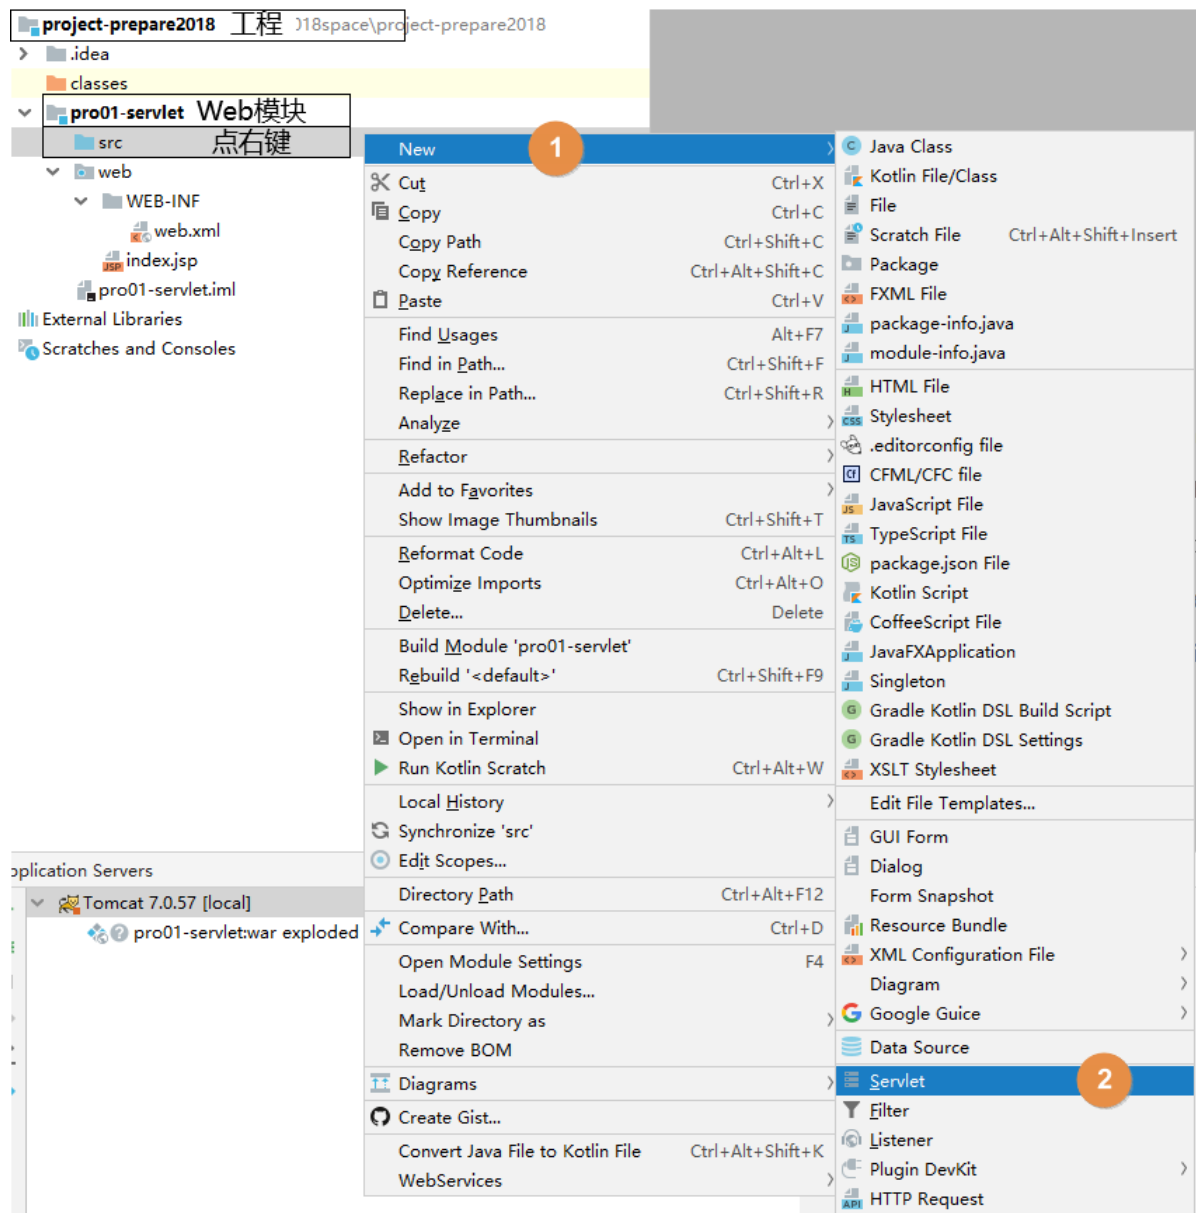 project-prepare2018 工程 018space\project-prepare2018
.idea
classes
pro01-servlet Web模块
src 点右键
web
WEB-INF
web.xml
index.jsp
pro01-servlet.iml
External Libraries
Scratches and Consoles
New 1
Cut Ctrl+X
Copy Ctrl+C
Copy Path Ctrl+Shift+C
Copy Reference Ctrl+Alt+Shift+C
Paste Ctrl+V
Find Usages Alt+F7
Find in Path... Ctrl+Shift+F
Replace in Path... Ctrl+Shift+R
Analyze
Refactor
Add to Favorites
Show Image Thumbnails Ctrl+Shift+T
Reformat Code Ctrl+Alt+L
Optimize Imports Ctrl+Alt+O
Delete... Delete
Build Module 'pro01-servlet'
Rebuild '<default>' Ctrl+Shift+F9
Show in Explorer
Open in Terminal
Run Kotlin Scratch Ctrl+Alt+W
Local History
Synchronize 'src'
Edit Scopes...
Directory Path Ctrl+Alt+F12
Compare With... Ctrl+D
Open Module Settings F4
Load/Unload Modules...
Mark Directory as
Remove BOM
Diagrams
Create Gist...
Convert Java File to Kotlin File Ctrl+Alt+Shift+K
WebServices
Java Class
Kotlin File/Class
File
Scratch File Ctrl+Alt+Shift+Insert
Package
FXML File
package-info.java
module-info.java
HTML File
Stylesheet
.editorconfig file
CFML/CFC file
JavaScript File
TypeScript File
package.json File
Kotlin Script
CoffeeScript File
JavaFXApplication
Singleton
Gradle Kotlin DSL Build Script
Gradle Kotlin DSL Settings
XSLT Stylesheet
Edit File Templates...
GUI Form
Dialog
Form Snapshot
Resource Bundle
XML Configuration File
Diagram
Google Guice
Data Source
Servlet 2
Filter
Listener
Plugin DevKit
HTTP Request
pplication Servers
Tomcat 7.0.57 [local]
pro01-servlet:war exploded